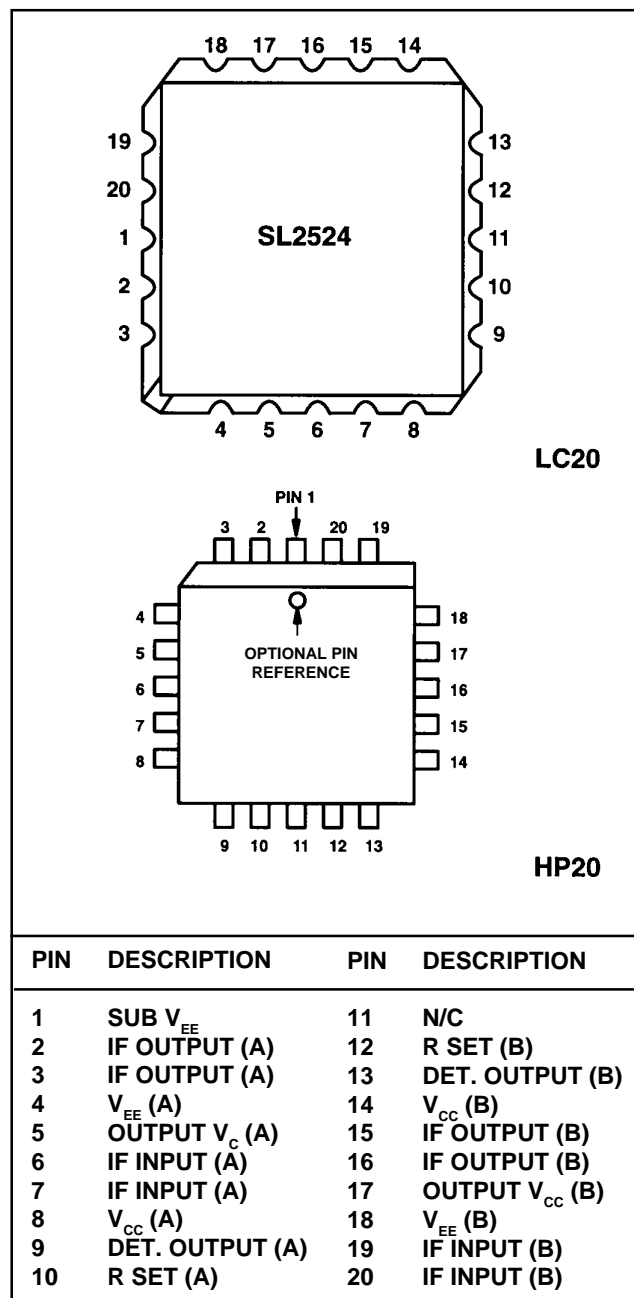 18 17 16 15 14
19 13
20 12
1 SL2524 11
2 10
3 9
4 5 6 7 8
LC20
PIN 1
3 2 20 19
4 18
5 OPTIONAL PIN 17
REFERENCE
6 16
7 15
8 14
9 10 11 12 13
HP20
PIN DESCRIPTION PIN DESCRIPTION
1 SUB VEE 11 N/C
2 IF OUTPUT (A) 12 R SET (B)
3 IF OUTPUT (A) 13 DET. OUTPUT (B)
4 VEE (A) 14 VCC (B)
5 OUTPUT VC (A) 15 IF OUTPUT (B)
6 IF INPUT (A) 16 IF OUTPUT (B)
7 IF INPUT (A) 17 OUTPUT VCC (B)
8 VCC (A) 18 VEE (B)
9 DET. OUTPUT (A) 19 IF INPUT (B)
10 R SET (A) 20 IF INPUT (B)